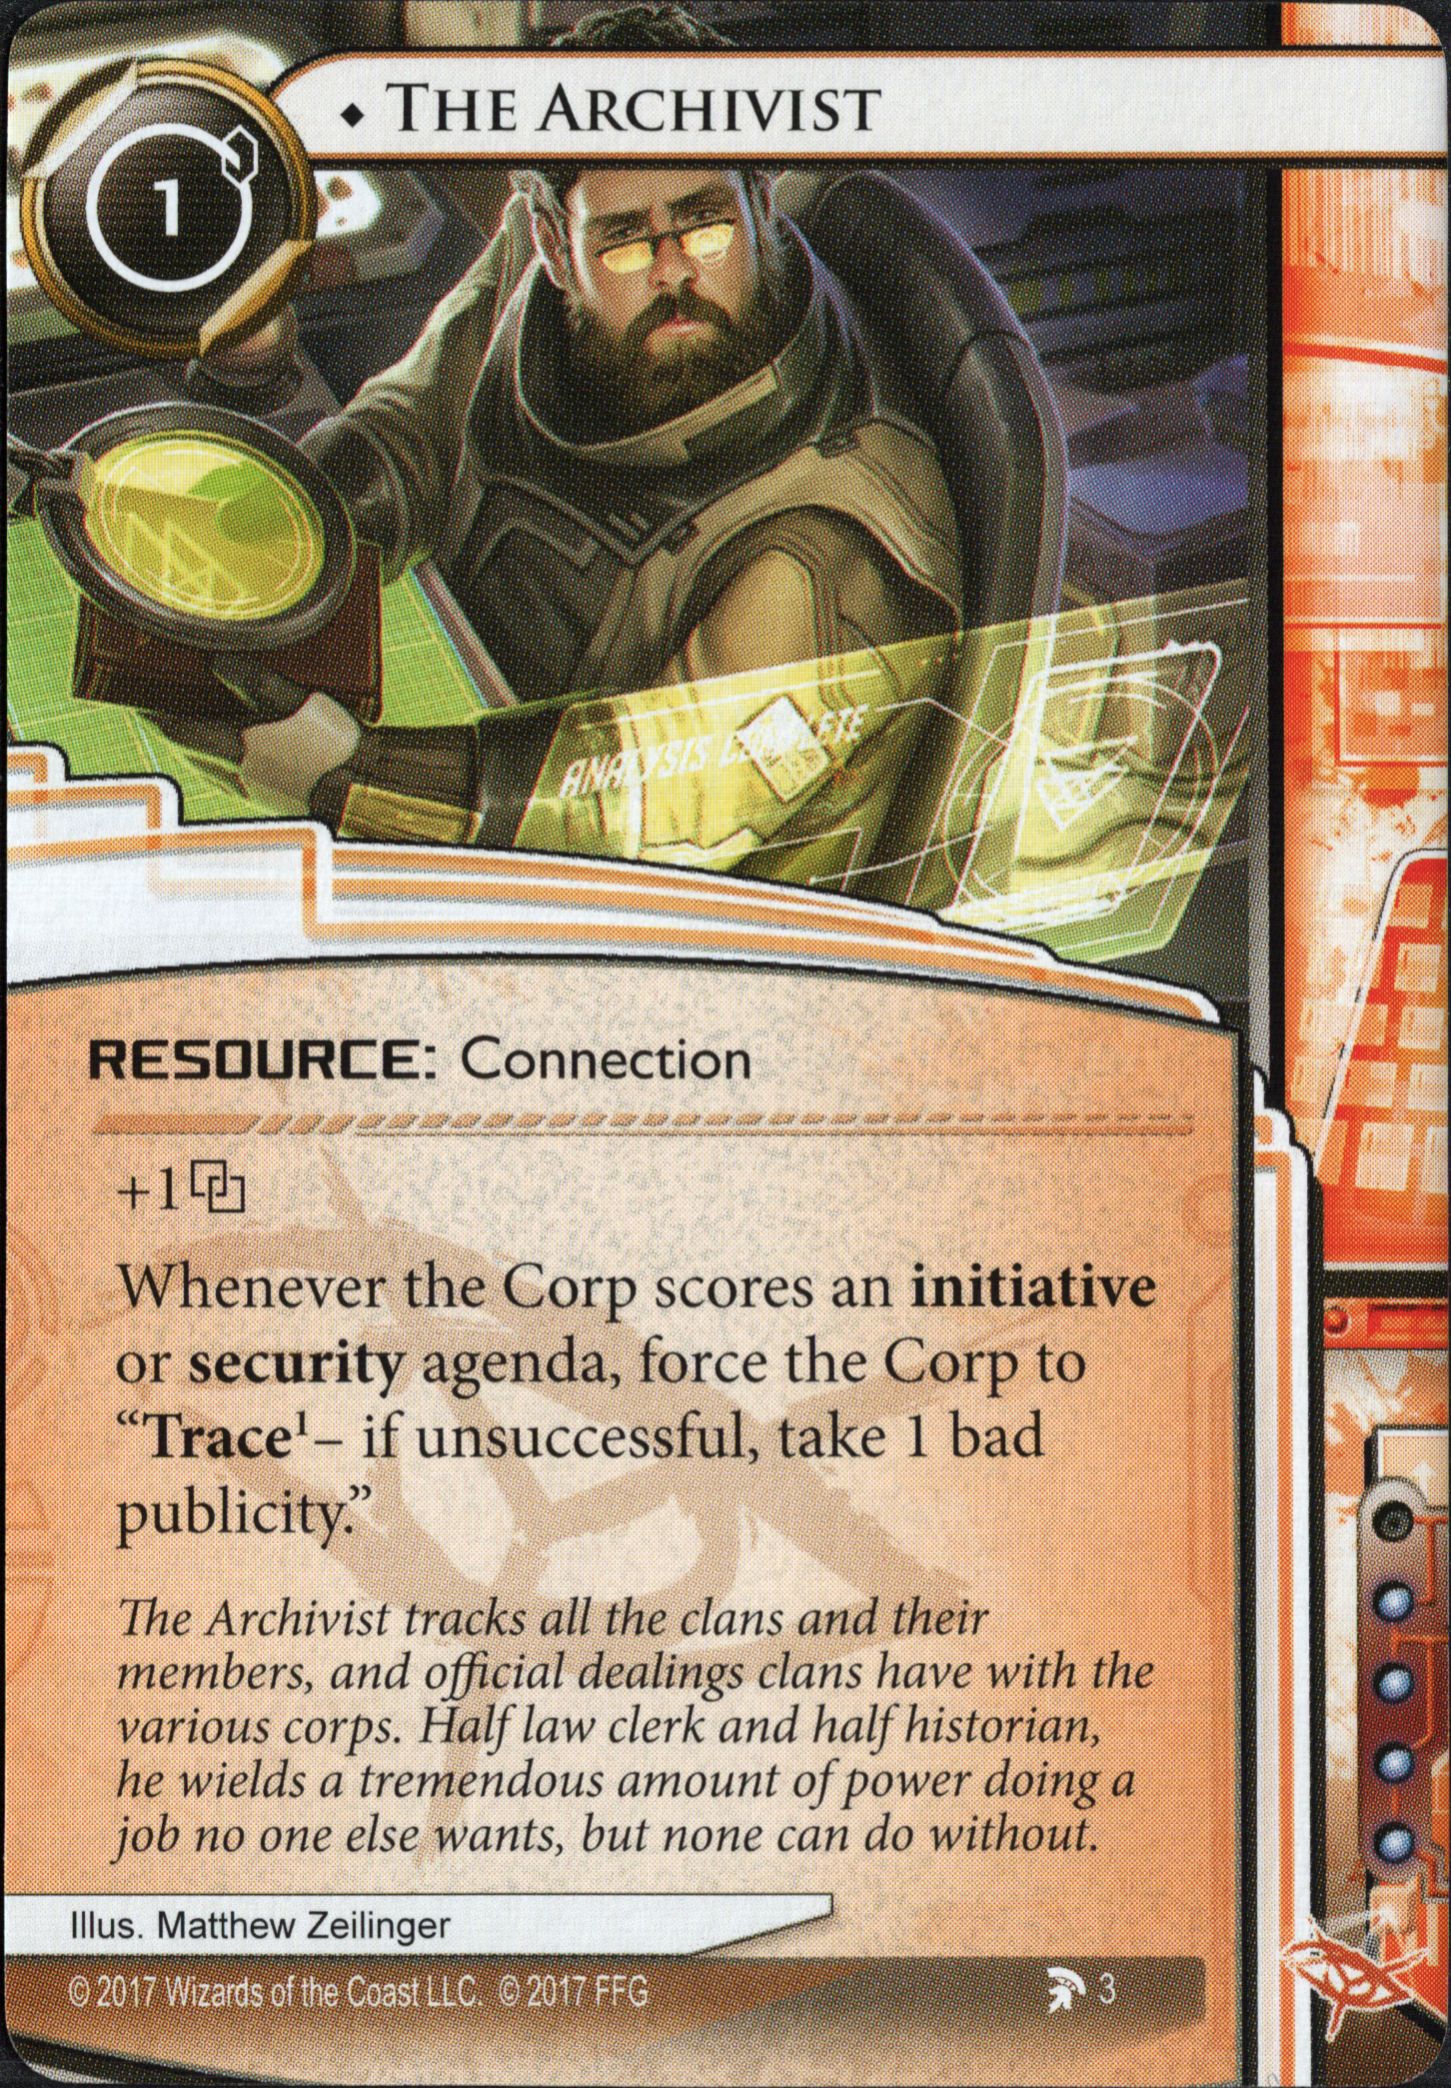 1
◆ THE ARCHIVIST
ANALYSIS COMPLETE
RESOURCE: Connection
+1
Whenever the Corp scores an initiative
or security agenda, force the Corp to
“Trace¹– if unsuccessful, take 1 bad
publicity.”
The Archivist tracks all the clans and their
members, and official dealings clans have with the
various corps. Half law clerk and half historian,
he wields a tremendous amount of power doing a
job no one else wants, but none can do without.
Illus. Matthew Zeilinger
© 2017 Wizards of the Coast LLC. © 2017 FFG
3